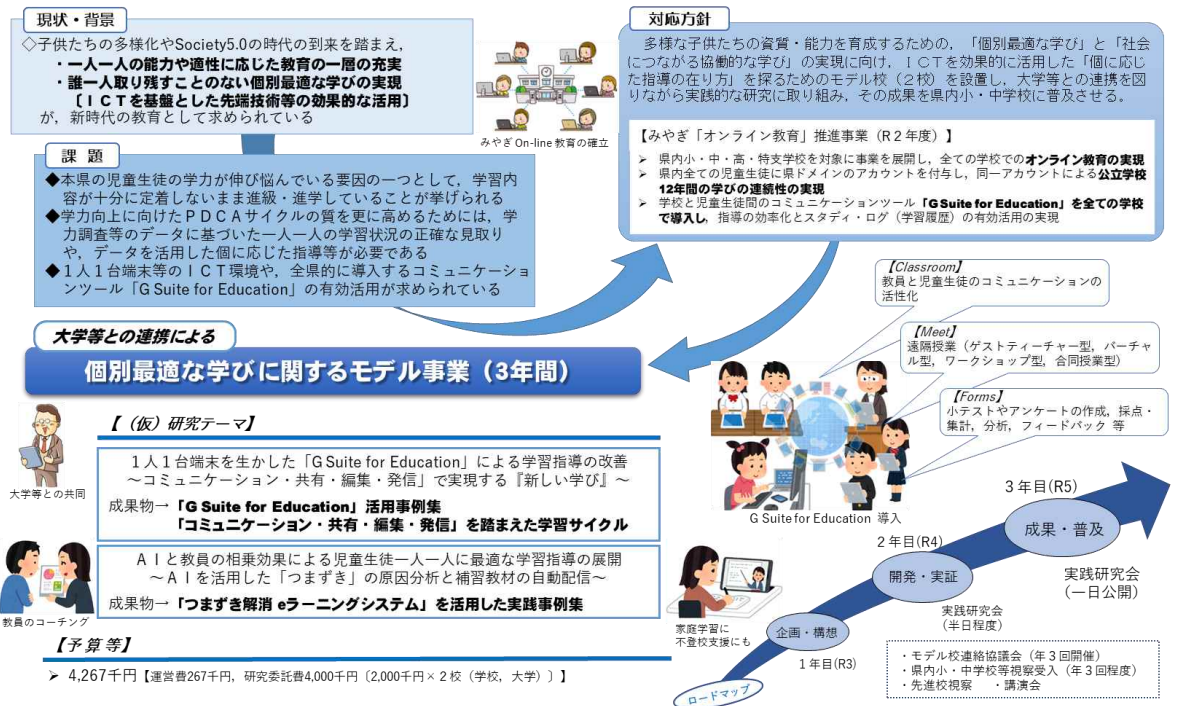 現状・背景
◇子供たちの多様化やSociety5.0の時代の到来を踏まえ，
・一人一人の能力や適性に応じた教育の一層の充実
・誰一人取り残すことのない個別最適な学びの実現
〔ＩＣＴを基盤とした先端技術等の効果的な活用〕
が，新時代の教育として求められている
みやぎ On-line 教育の確立
対応方針
多様な子供たちの資質・能力を育成するための，「個別最適な学び」と「社会
につながる協働的な学び」の実現に向け，ＩＣＴを効果的に活用した「個に応じ
た指導の在り方」を探るためのモデル校（２校）を設置し，大学等との連携を図
りながら実践的な研究に取り組み，その成果を県内小・中学校に普及させる。
【みやぎ「オンライン教育」推進事業（R２年度）】
➢ 県内小・中・高・特支学校を対象に事業を展開し，全ての学校でのオンライン教育の実現
➢ 県内全ての児童生徒に県ドメインのアカウントを付与し，同一アカウントによる公立学校
12年間の学びの連続性の実現
➢ 学校と児童生徒間のコミュニケーションツール「G Suite for Education」を全ての学校
で導入し，指導の効率化とスタディ・ログ（学習履歴）の有効活用の実現
課 題
◆本県の児童生徒の学力が伸び悩んでいる要因の一つとして，学習内
容が十分に定着しないまま進級・進学していることが挙げられる
◆学力向上に向けたＰＤＣＡサイクルの質を更に高めるためには，学
力調査等のデータに基づいた一人一人の学習状況の正確な見取り
や，データを活用した個に応じた指導等が必要である
◆１人１台端末等のＩＣＴ環境や，全県的に導入するコミュニケーショ
ンツール「G Suite for Education」の有効活用が求められている
大学等との連携による
個別最適な学びに関するモデル事業（3年間）
【Classroom】
教員と児童生徒のコミュニケーションの
活性化
【Meet】
遠隔授業（ゲストティーチャー型，バーチャ
ル型，ワークショップ型，合同授業型）
【Forms】
小テストやアンケートの作成，採点・
集計，分析，フィードバック 等
G Suite for Education 導入
【（仮）研究テーマ】
大学等との共同
１人１台端末を生かした「G Suite for Education」による学習指導の改善
～コミュニケーション・共有・編集・発信」で実現する『新しい学び』～
成果物→「G Suite for Education」活用事例集
「コミュニケーション・共有・編集・発信」を踏まえた学習サイクル
ＡＩと教員の相乗効果による児童生徒一人一人に最適な学習指導の展開
～ＡＩを活用した「つまずき」の原因分析と補習教材の自動配信～
成果物→「つまずき解消 eラーニングシステム」を活用した実践事例集
教員のコーチング
【予算等】
➢ 4,267千円【運営費267千円，研究委託費4,000千円〔2,000千円×２校（学校，大学）〕】
家庭学習に
不登校支援にも
ロードマップ
企画・構想
１年目(R3)
２年目(R4)
開発・実証
実践研究会
（半日程度）
３年目(R5)
成果・普及
実践研究会
（一日公開）
・モデル校連絡協議会（年３回開催）
・県内小・中学校等視察受入（年３回程度）
・先進校視察　・講演会